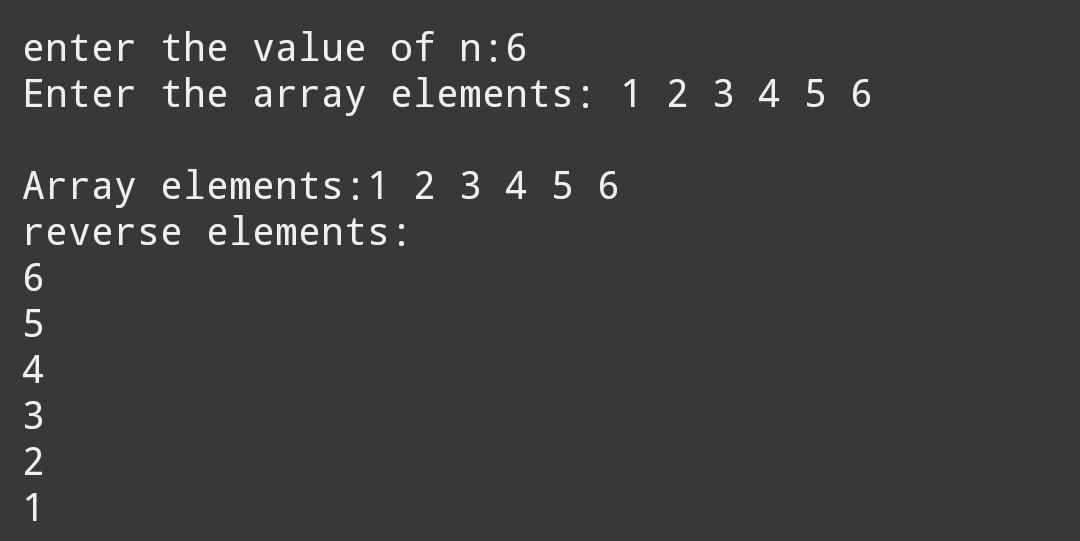 enter the value of n:6
Enter the array elements: 1 2 3 4 5 6
Array elements:1 2 3 4 5 6
reverse elements:
6
5
4
3
2
1